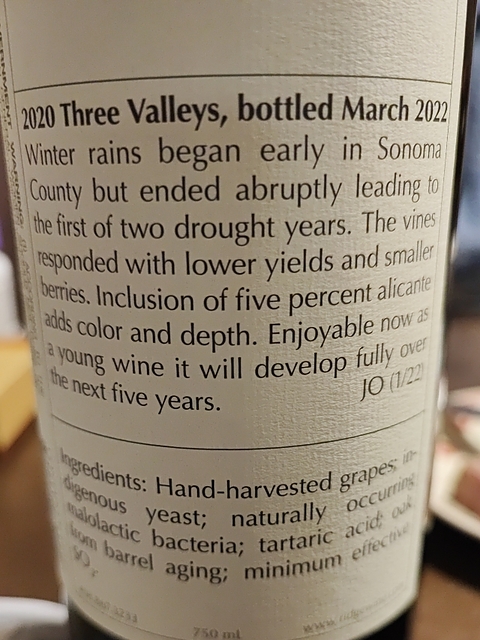 2020 Three Valleys, bottled March 2022
Winter rains began early in Sonoma
County but ended abruptly leading to
the first of two drought years. The vines
responded with lower yields and smaller
berries. Inclusion of five percent alicante
adds color and depth. Enjoyable now as
a young wine it will develop fully over
the next five years.
JO (1/22)
Ingredients: Hand-harvested grapes; in-
digenous yeast; naturally occurring
malolactic bacteria; tartaric acid; oak
from barrel aging; minimum effective
SO₂.
750 ml